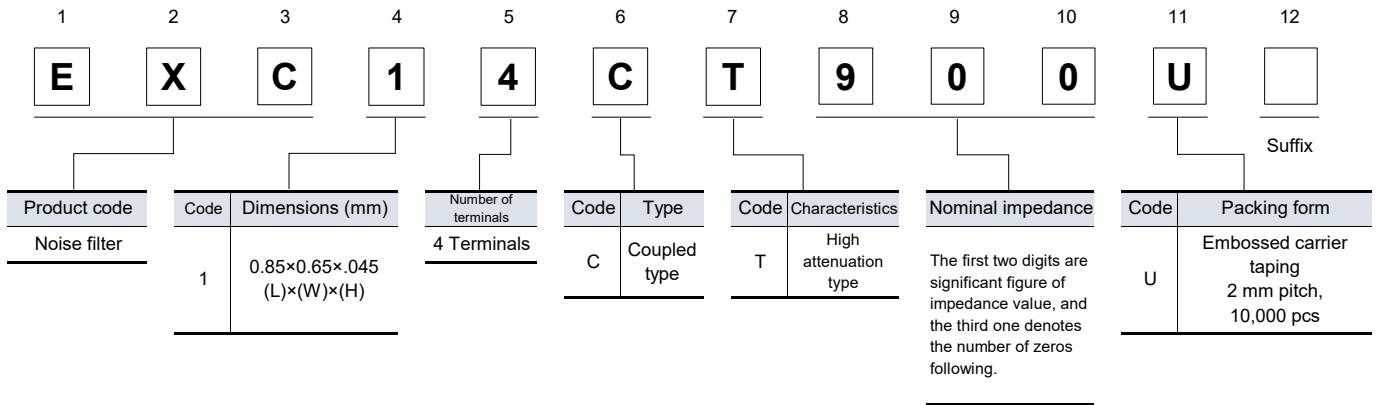 1 2 3 4 5 6 7 8 9 10 11 12
E X C 1 4 C T 9 0 0 U
Suffix
Product code
Noise filter
Code Dimensions (mm)
1 0.85×0.65×.045
(L)×(W)×(H)
Number of
terminals
4 Terminals
Code Type
C Coupled
type
Code Characteristics
T High
attenuation
type
Nominal impedance
The first two digits are
significant figure of
impedance value, and
the third one denotes
the number of zeros
following.
Code Packing form
U Embossed carrier
taping
2 mm pitch,
10,000 pcs